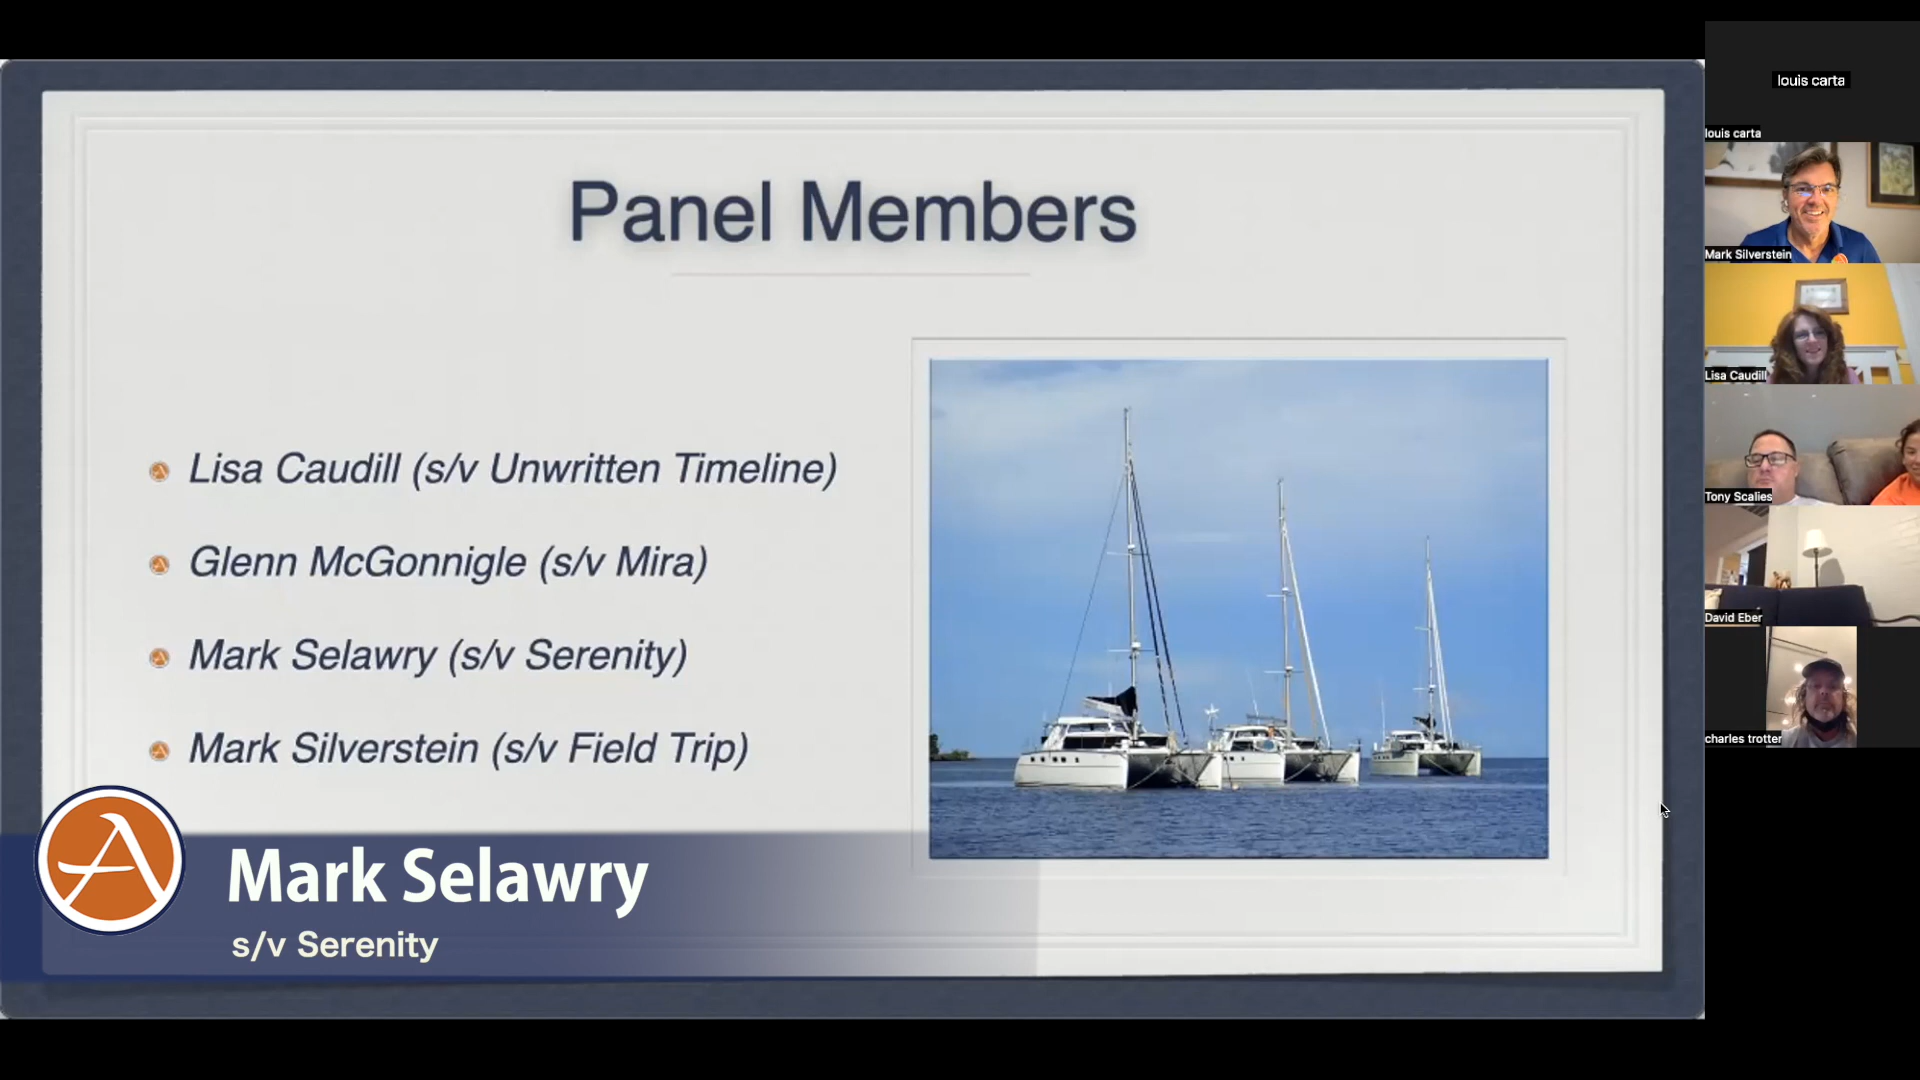 Panel Members
Lisa Caudill (s/v Unwritten Timeline)
Glenn McGonnigle (s/v Mira)
Mark Selawry (s/v Serenity)
Mark Silverstein (s/v Field Trip)
Mark Selawry
s/v Serenity
louis carta
louis carta
Mark Silverstein
Lisa Caudill
Tony Scalies
David Eber
charles trotter